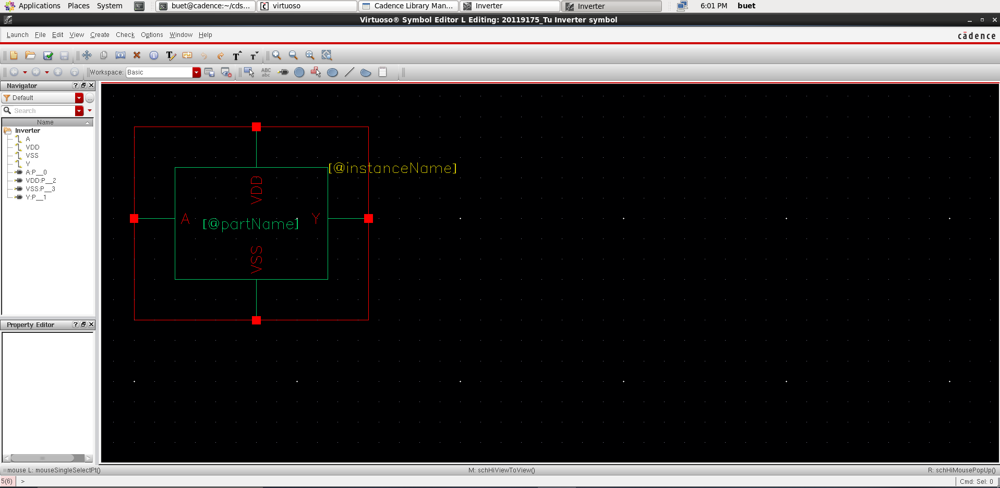 Applications Places System buet@cadence:~/cds... virtuoso Cadence Library Man... Inverter Inverter 6:01 PM buet
Virtuoso® Symbol Editor L Editing: 20119175_Tu Inverter symbol
Launch File Edit View Create Check Options Window Help
cādence
Workspace: Basic
ABC
abc
Navigator
Default
Search
Name
Inverter
A
VDD
VSS
Y
A:P__0
VDD:P__2
VSS:P__3
Y:P__1
Property Editor
[@instanceName]
VDD
A
[@partName]
Y
VSS
mouse L: mouseSingleSelectPt() M: schHiViewToView() R: schHiMousePopUp()
5(6) > Cmd: Sel: 0